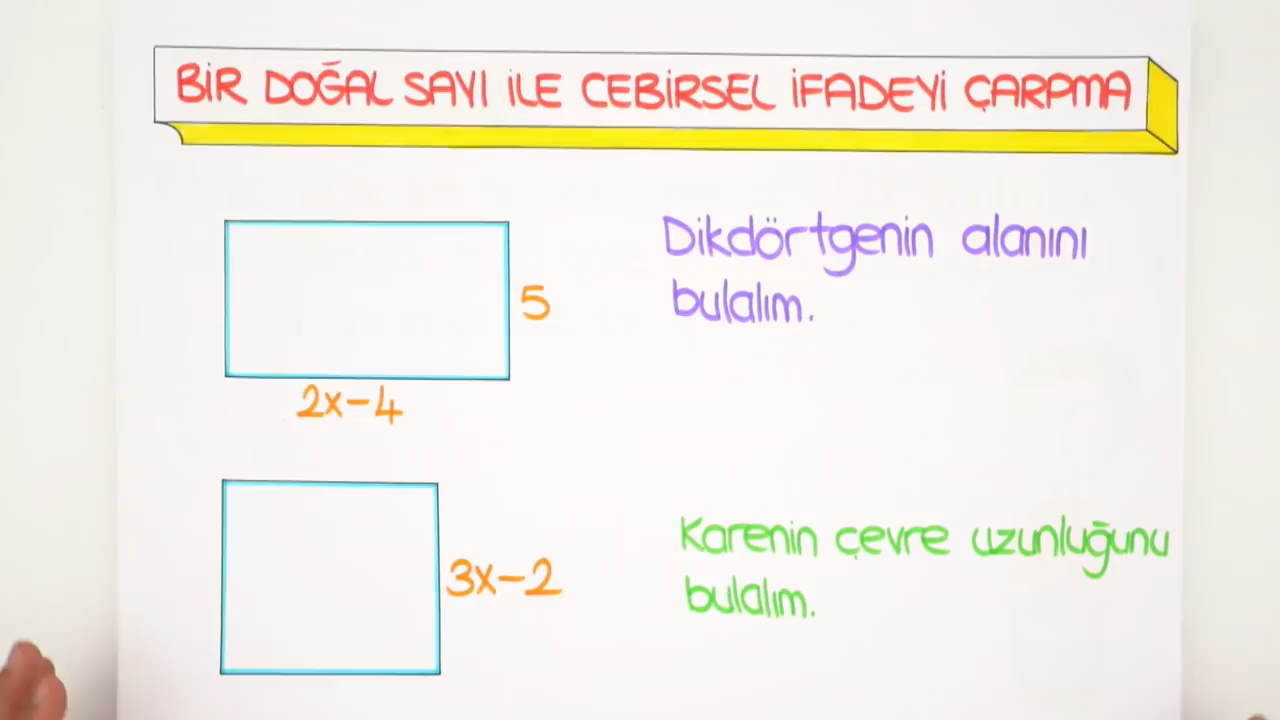 BİR DOĞAL SAYI İLE CEBİRSEL İFADEYİ ÇARPMA
Dikdörtgenin alanını
bulalım.
5
2x-4
Karenin çevre uzunluğunu
bulalım.
3x-2